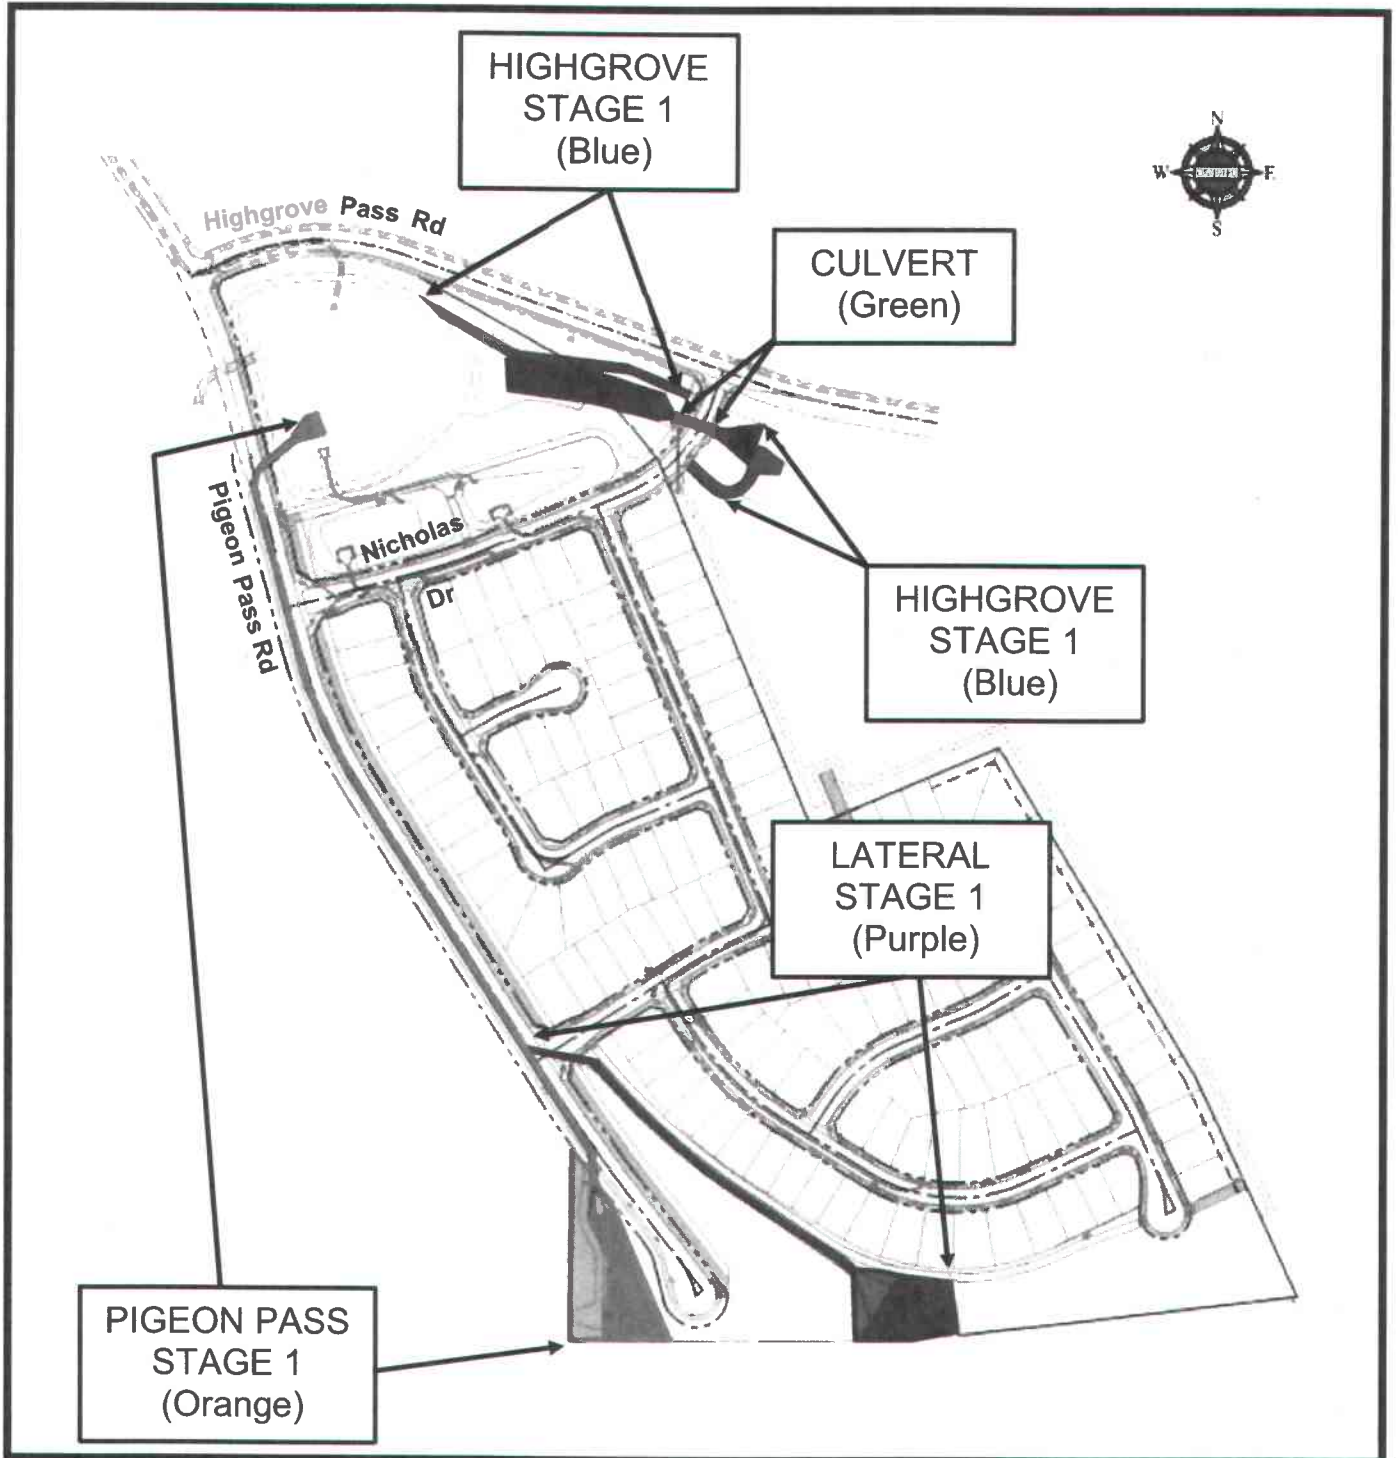 HIGHGROVE
STAGE 1
(Blue)
N
W
E
S
Highgrove Pass Rd
CULVERT
(Green)
Pigeon Pass Rd
Nicholas
Dr
HIGHGROVE
STAGE 1
(Blue)
LATERAL
STAGE 1
(Purple)
PIGEON PASS
STAGE 1
(Orange)